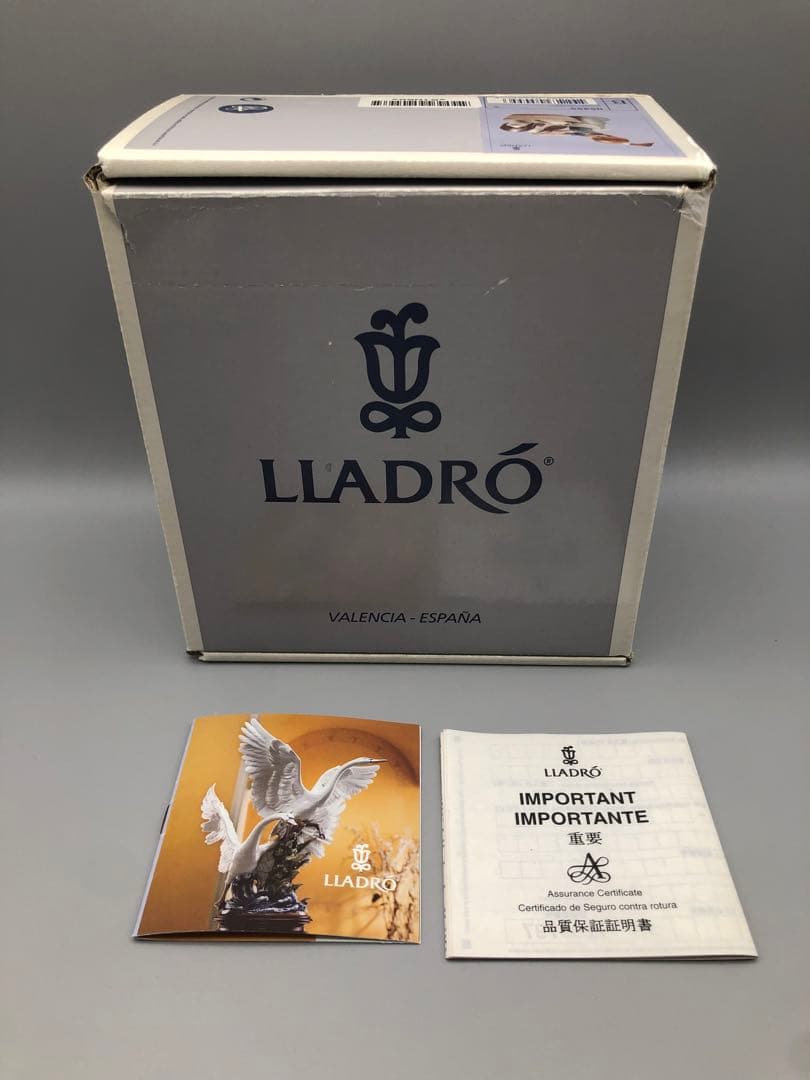 LLADRÓ®
VALENCIA - ESPAÑA
LLADRÓ
LLADRÓ
IMPORTANT
IMPORTANTE
重要
Assurance Certificate
Certificado de Seguro contra rotura
品質保証証明書